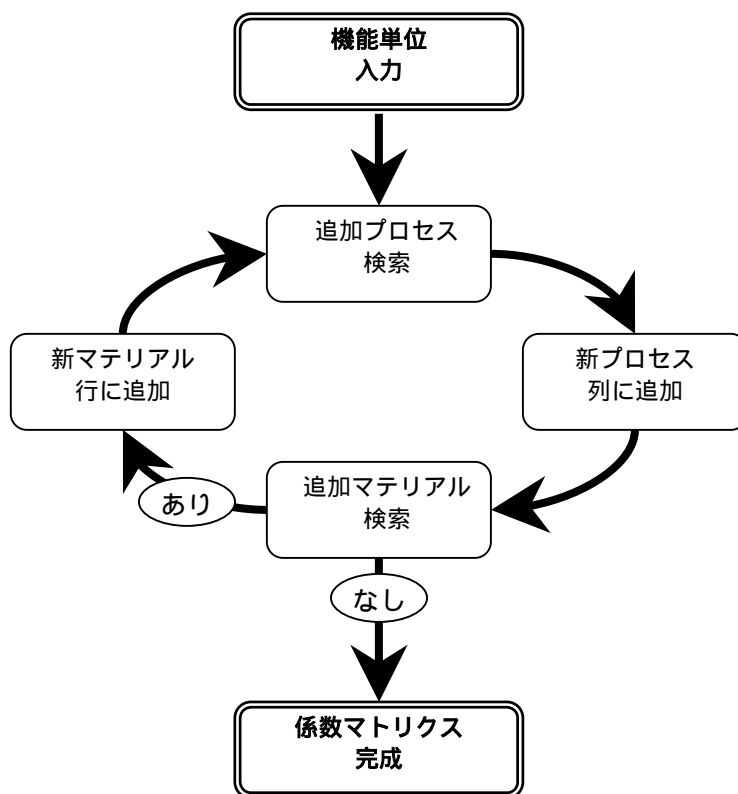 機能単位
入力
追加プロセス
検索
新マテリアル
行に追加
新プロセス
列に追加
追加マテリアル
検索
あり
なし
係数マトリクス
完成